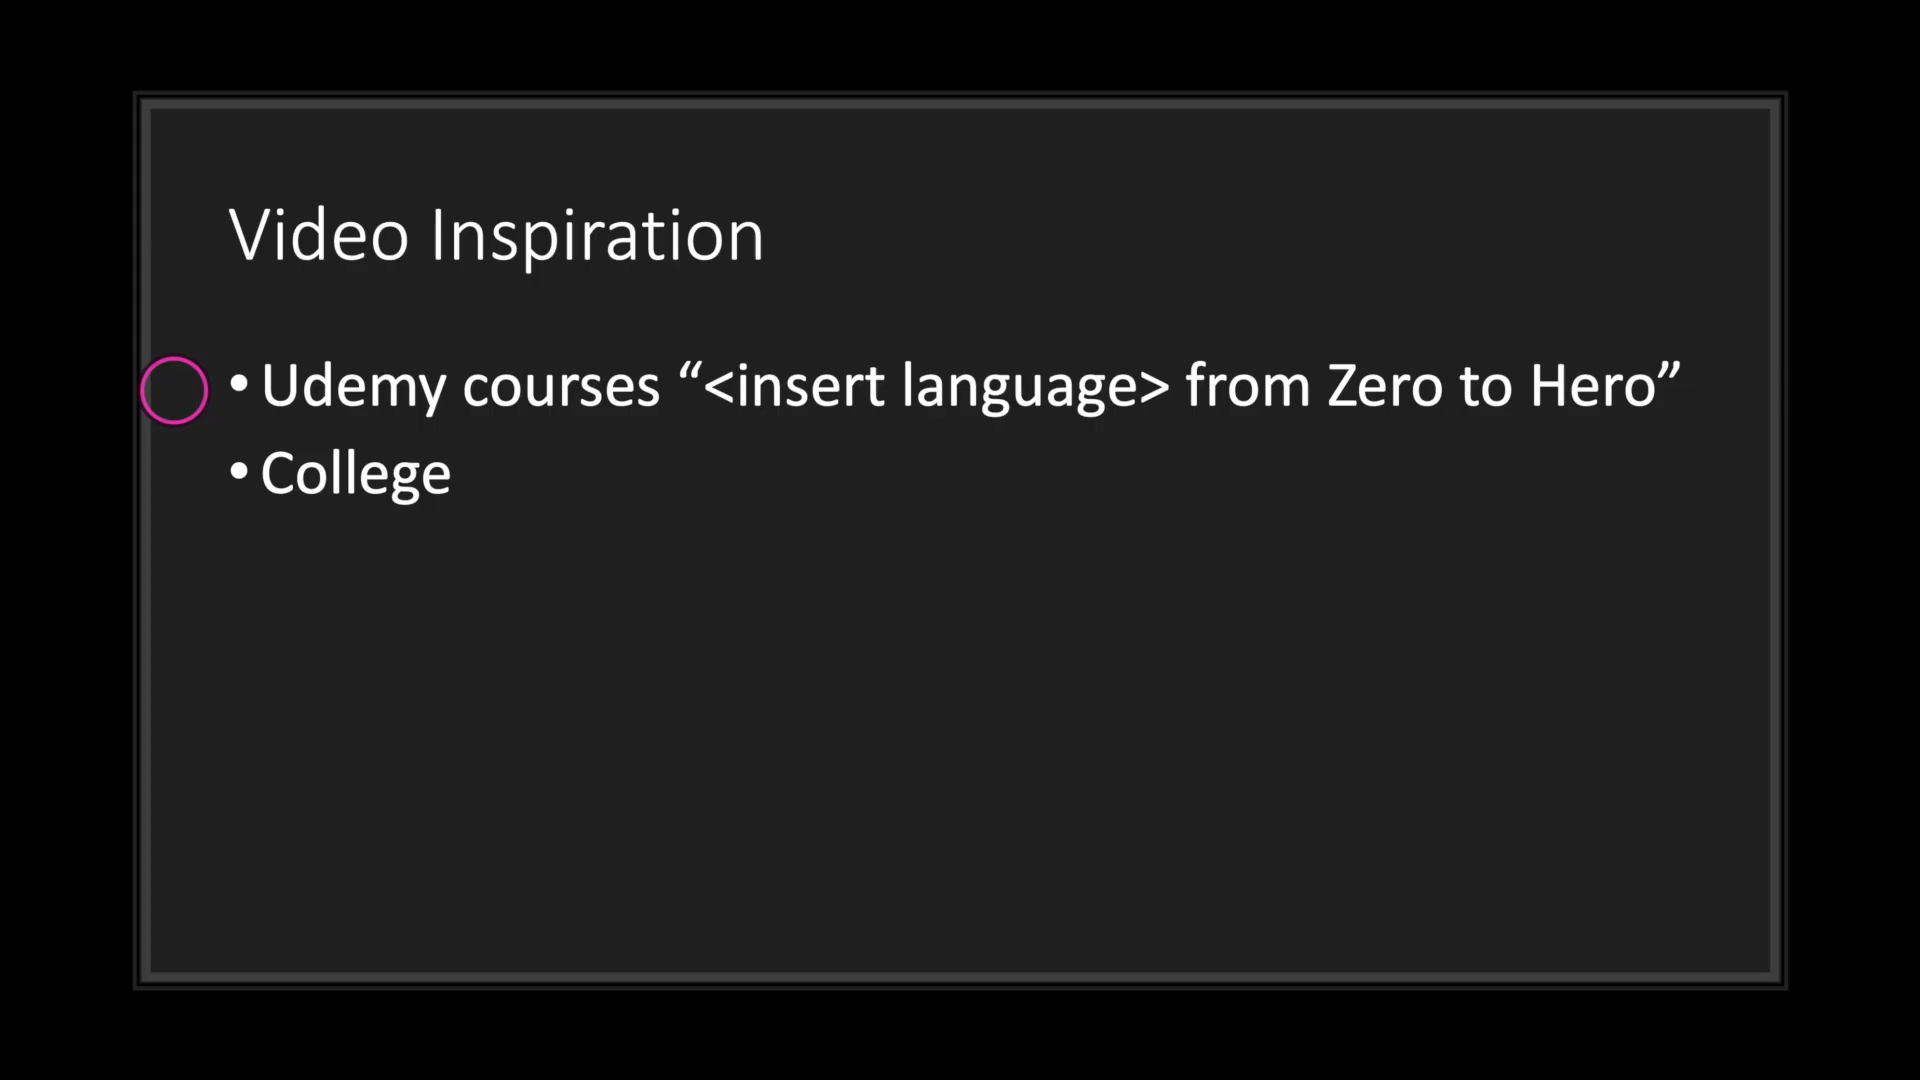 Video Inspiration
• Udemy courses “<insert language> from Zero to Hero”
• College